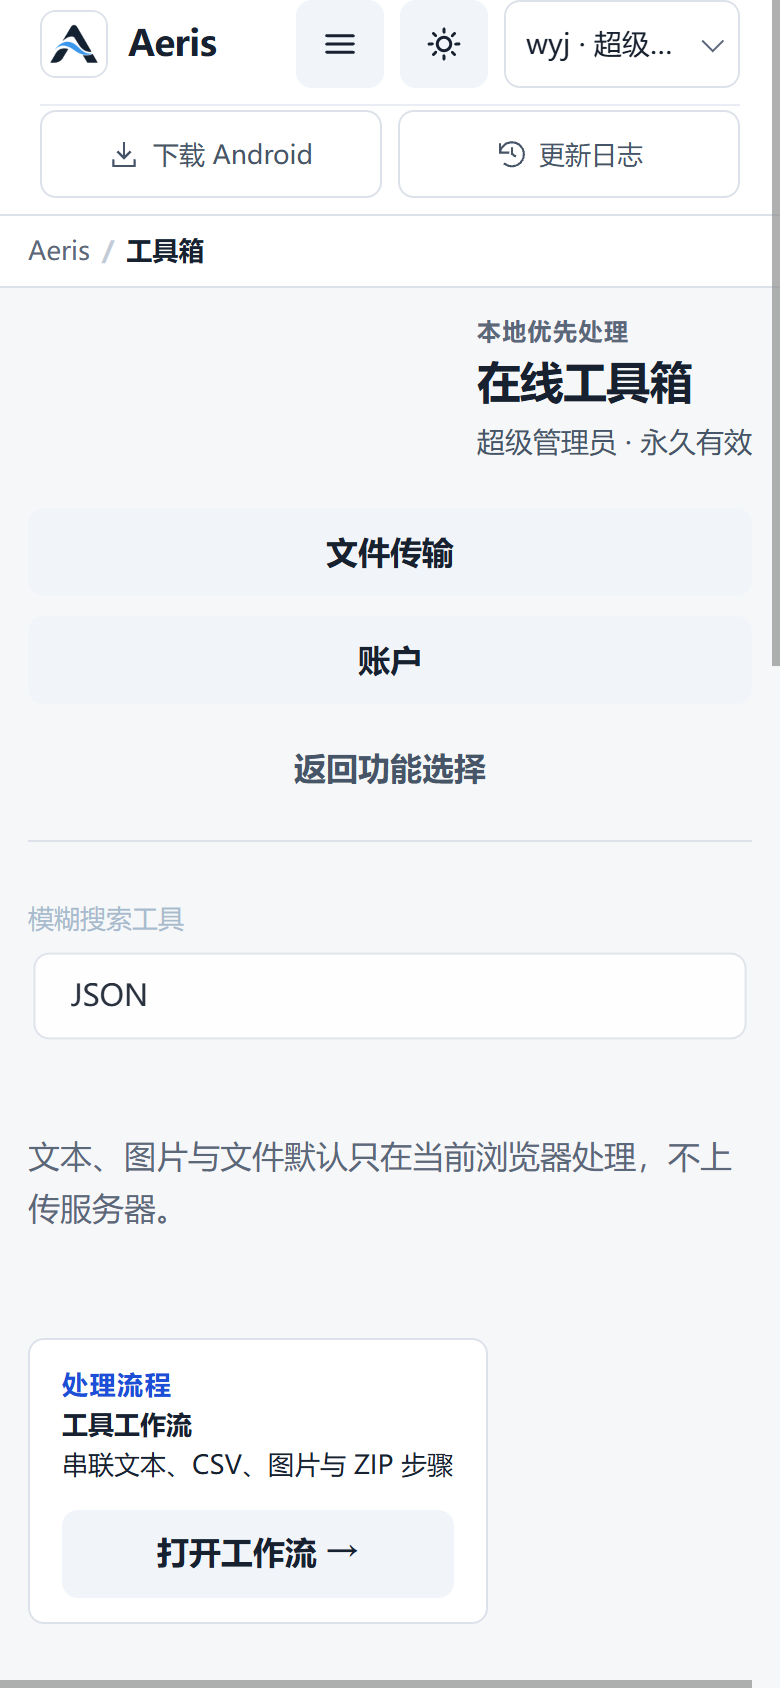 Aeris
wyj · 超级...
下载 Android
更新日志
Aeris / 工具箱
本地优先处理
在线工具箱
超级管理员 · 永久有效
文件传输
账户
返回功能选择
模糊搜索工具
JSON
文本、图片与文件默认只在当前浏览器处理，不上
传服务器。
处理流程
工具工作流
串联文本、CSV、图片与 ZIP 步骤
打开工作流 →